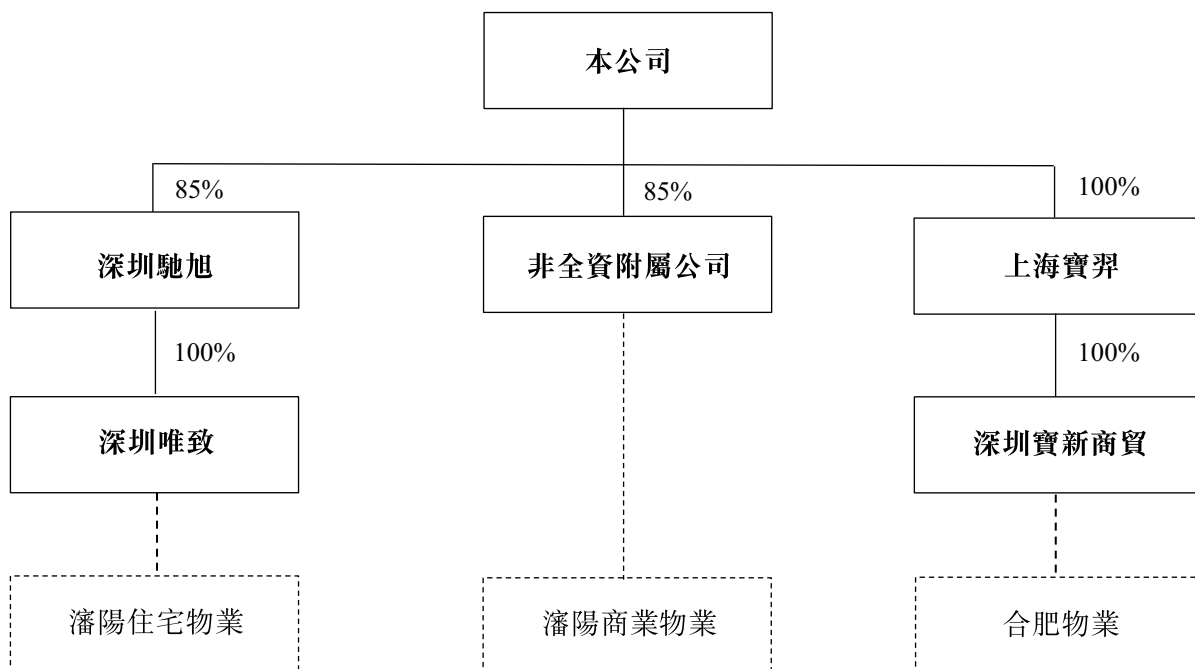 本公司
85%
85%
100%
深圳馳旭
非全資附屬公司
上海寶羿
100%
100%
深圳唯致
深圳寶新商貿
瀋陽住宅物業
瀋陽商業物業
合肥物業